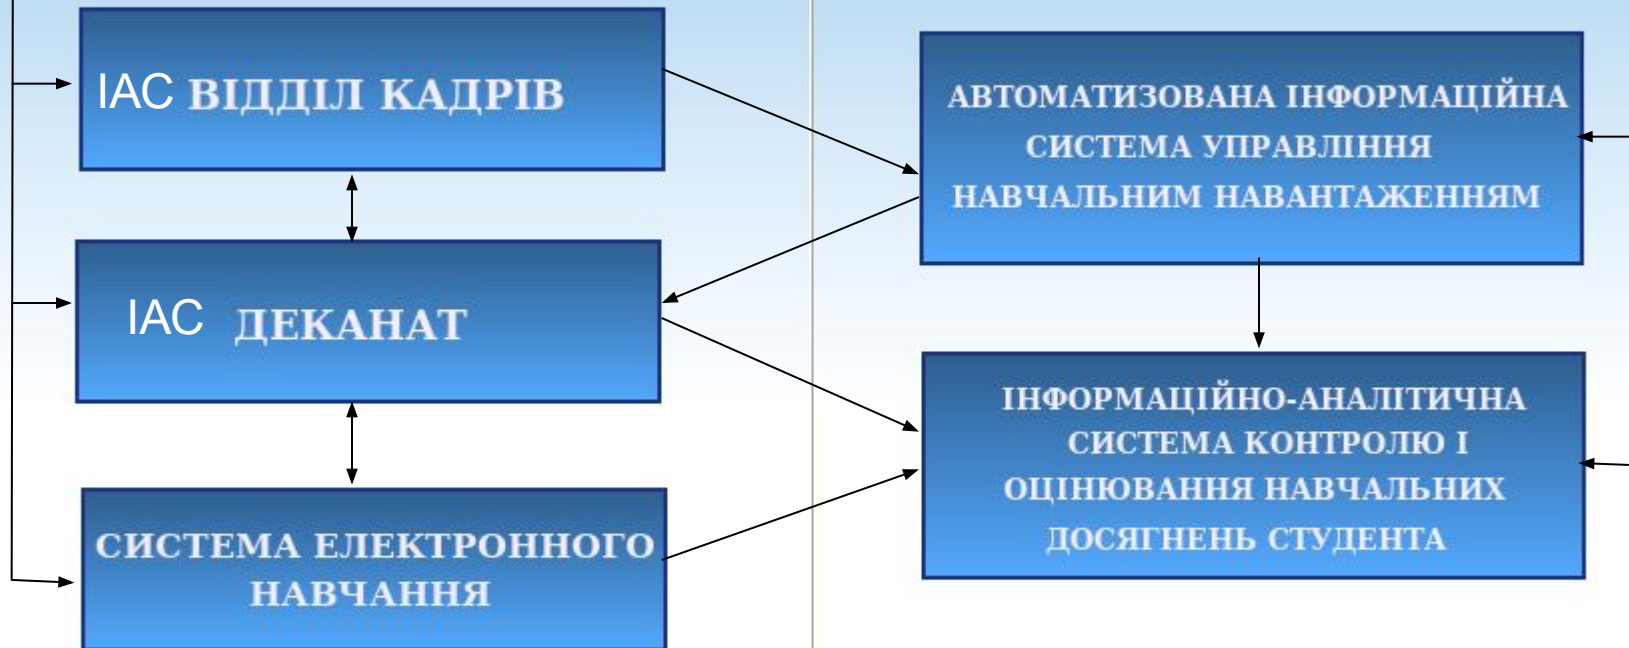 ІАС ВІДДІЛ КАДРІВ
ІАС ДЕКАНАТ
СИСТЕМА ЕЛЕКТРОННОГО
НАВЧАННЯ
АВТОМАТИЗОВАНА ІНФОРМАЦІЙНА
СИСТЕМА УПРАВЛІННЯ
НАВЧАЛЬНИМ НАВАНТАЖЕННЯМ
ІНФОРМАЦІЙНО-АНАЛІТИЧНА
СИСТЕМА КОНТРОЛЮ І
ОЦІНЮВАННЯ НАВЧАЛЬНИХ
ДОСЯГНЕНЬ СТУДЕНТА